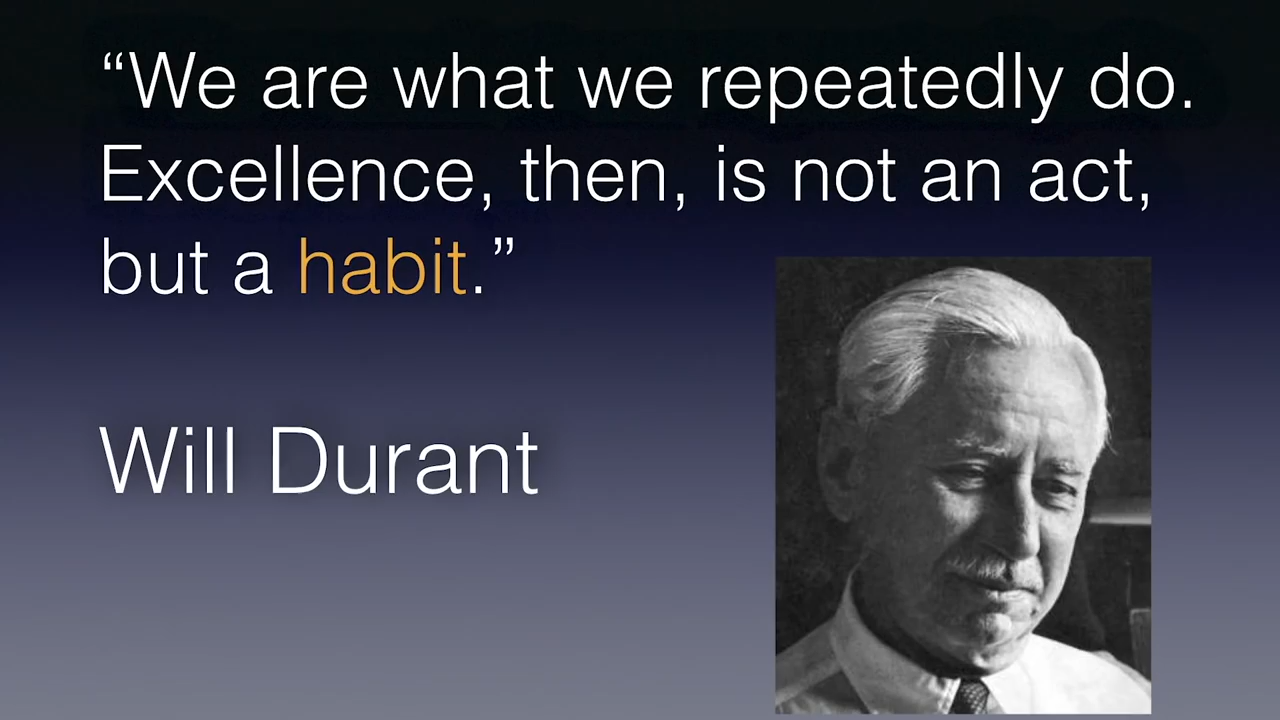 “We are what we repeatedly do.
Excellence, then, is not an act,
but a habit.”
Will Durant